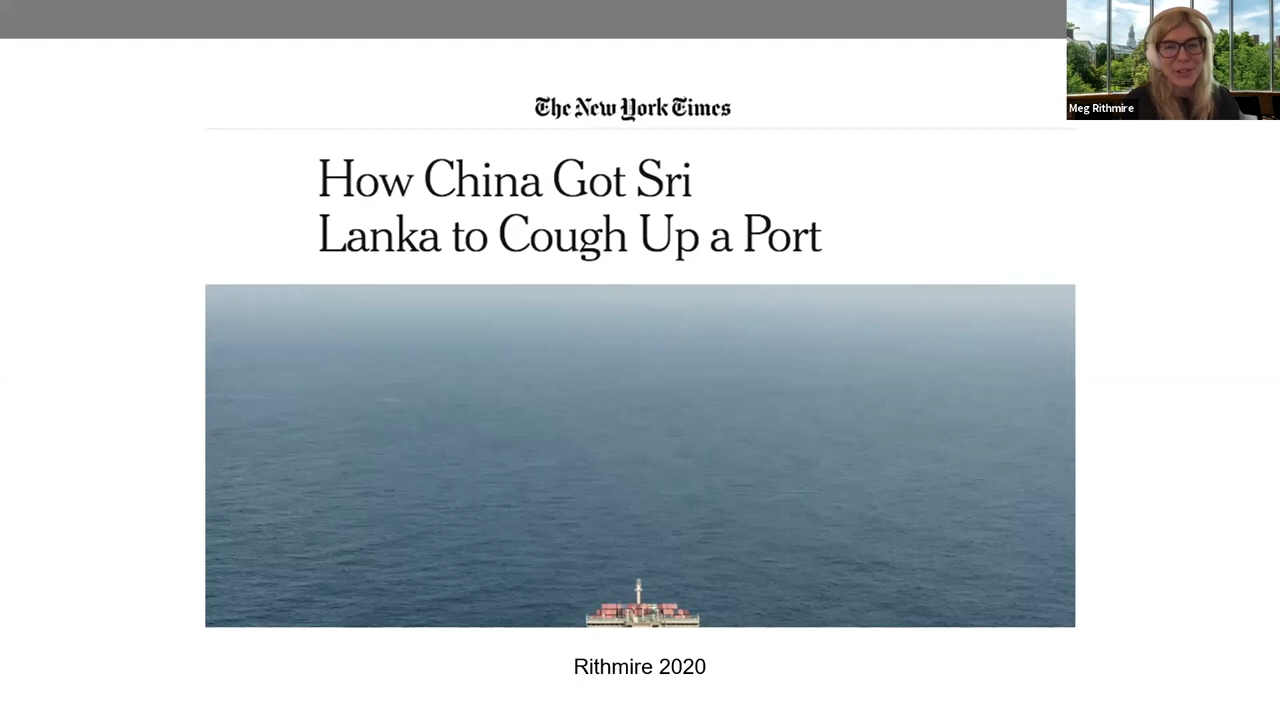 The New York Times
Meg Rithmire
How China Got Sri
Lanka to Cough Up a Port
Rithmire 2020